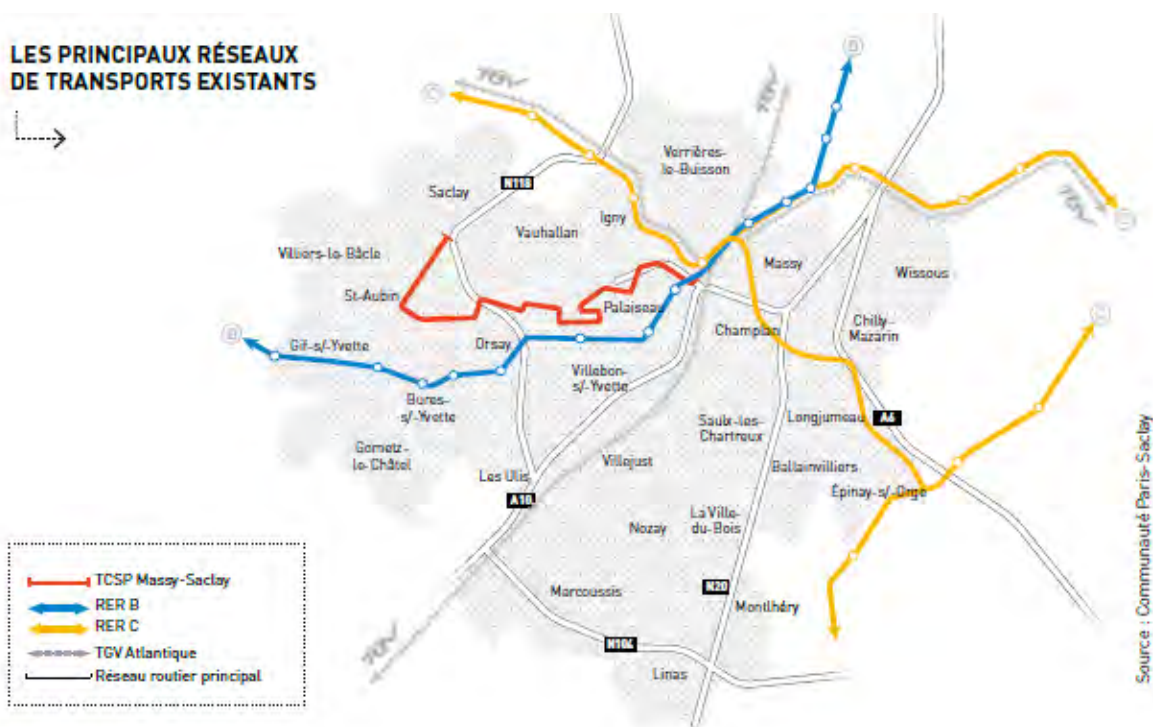 LES PRINCIPAUX RÉSEAUX
DE TRANSPORTS EXISTANTS
TGV
TGV
B
C
Verrières-
le-Buisson
N118
Saclay
Igny
Vauhallan
TGV
C
Villiers-le-Bâcle
Massy
Wissous
St-Aubin
Palaiseau
Chilly-
Mazarin
C
Champlan
B
Gif-s/-Yvette
Orsay
Villebon-
s/-Yvette
Bures-
s/-Yvette
Saulx-les-
Chartreux
Longjumeau
A6
Gometz-
le-Châtel
Les Ulis
Villejust
Ballainvilliers
Épinay-s/-Orge
A10
Nozay
La Ville-
du-Bois
Marcoussis
N20
Montlhéry
TGV
N104
Linas
TCSP Massy-Saclay
RER B
RER C
TGV Atlantique
Réseau routier principal
Source : Communauté Paris-Saclay